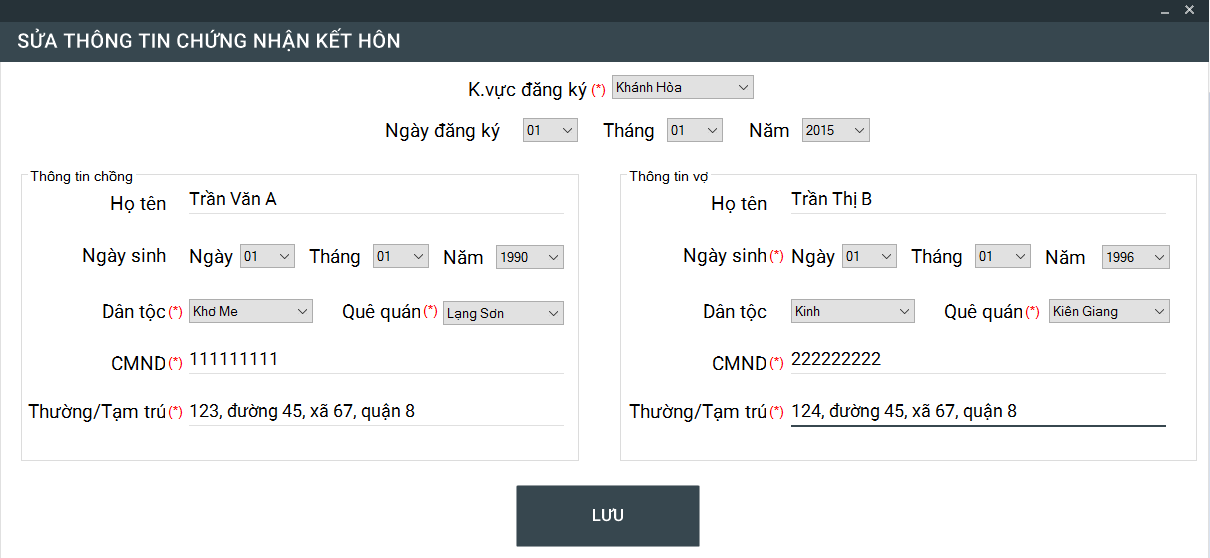 SỬA THÔNG TIN CHỨNG NHẬN KẾT HÔN
K.vực đăng ký (*) Khánh Hòa
Ngày đăng ký 01 Tháng 01 Năm 2015
Thông tin chồng
Họ tên Trần Văn A
Ngày sinh Ngày 01 Tháng 01 Năm 1990
Dân tộc (*) Khơ Me Quê quán (*) Lạng Sơn
CMND (*) 111111111
Thường/Tạm trú (*) 123, đường 45, xã 67, quận 8
Thông tin vợ
Họ tên Trần Thị B
Ngày sinh (*) Ngày 01 Tháng 01 Năm 1996
Dân tộc Kinh Quê quán (*) Kiên Giang
CMND (*) 222222222
Thường/Tạm trú (*) 124, đường 45, xã 67, quận 8
LƯU